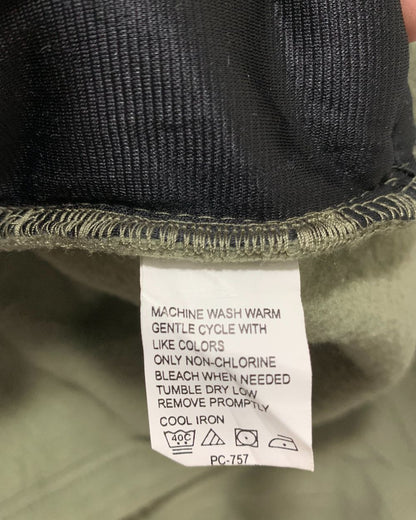 MACHINE WASH WARM
GENTLE CYCLE WITH
LIKE COLORS
ONLY NON-CHLORINE
BLEACH WHEN NEEDED
TUMBLE DRY LOW
REMOVE PROMPTLY
COOL IRON
40C
PC-757